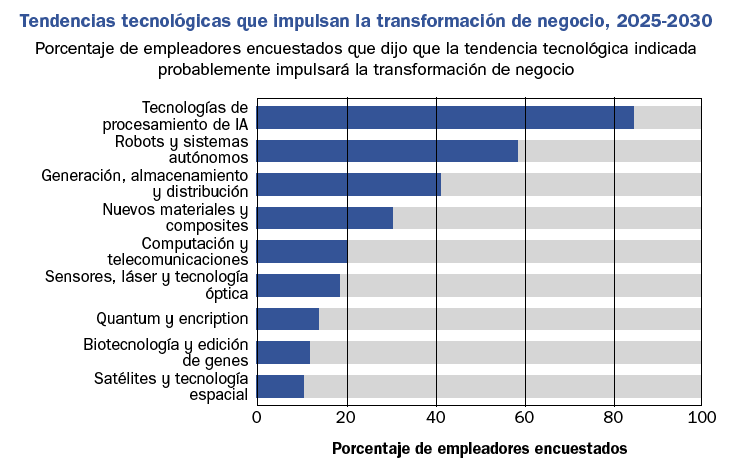 Tendencias tecnológicas que impulsan la transformación de negocio, 2025-2030
Porcentaje de empleadores encuestados que dijo que la tendencia tecnológica indicada
probablemente impulsará la transformación de negocio
Tecnologías de
procesamiento de IA
Robots y sistemas
autónomos
Generación, almacenamiento
y distribución
Nuevos materiales y
composites
Computación y
telecomunicaciones
Sensores, láser y tecnología
óptica
Quantum y encription
Biotecnología y edición
de genes
Satélites y tecnología
espacial
0 20 40 60 80 100
Porcentaje de empleadores encuestados